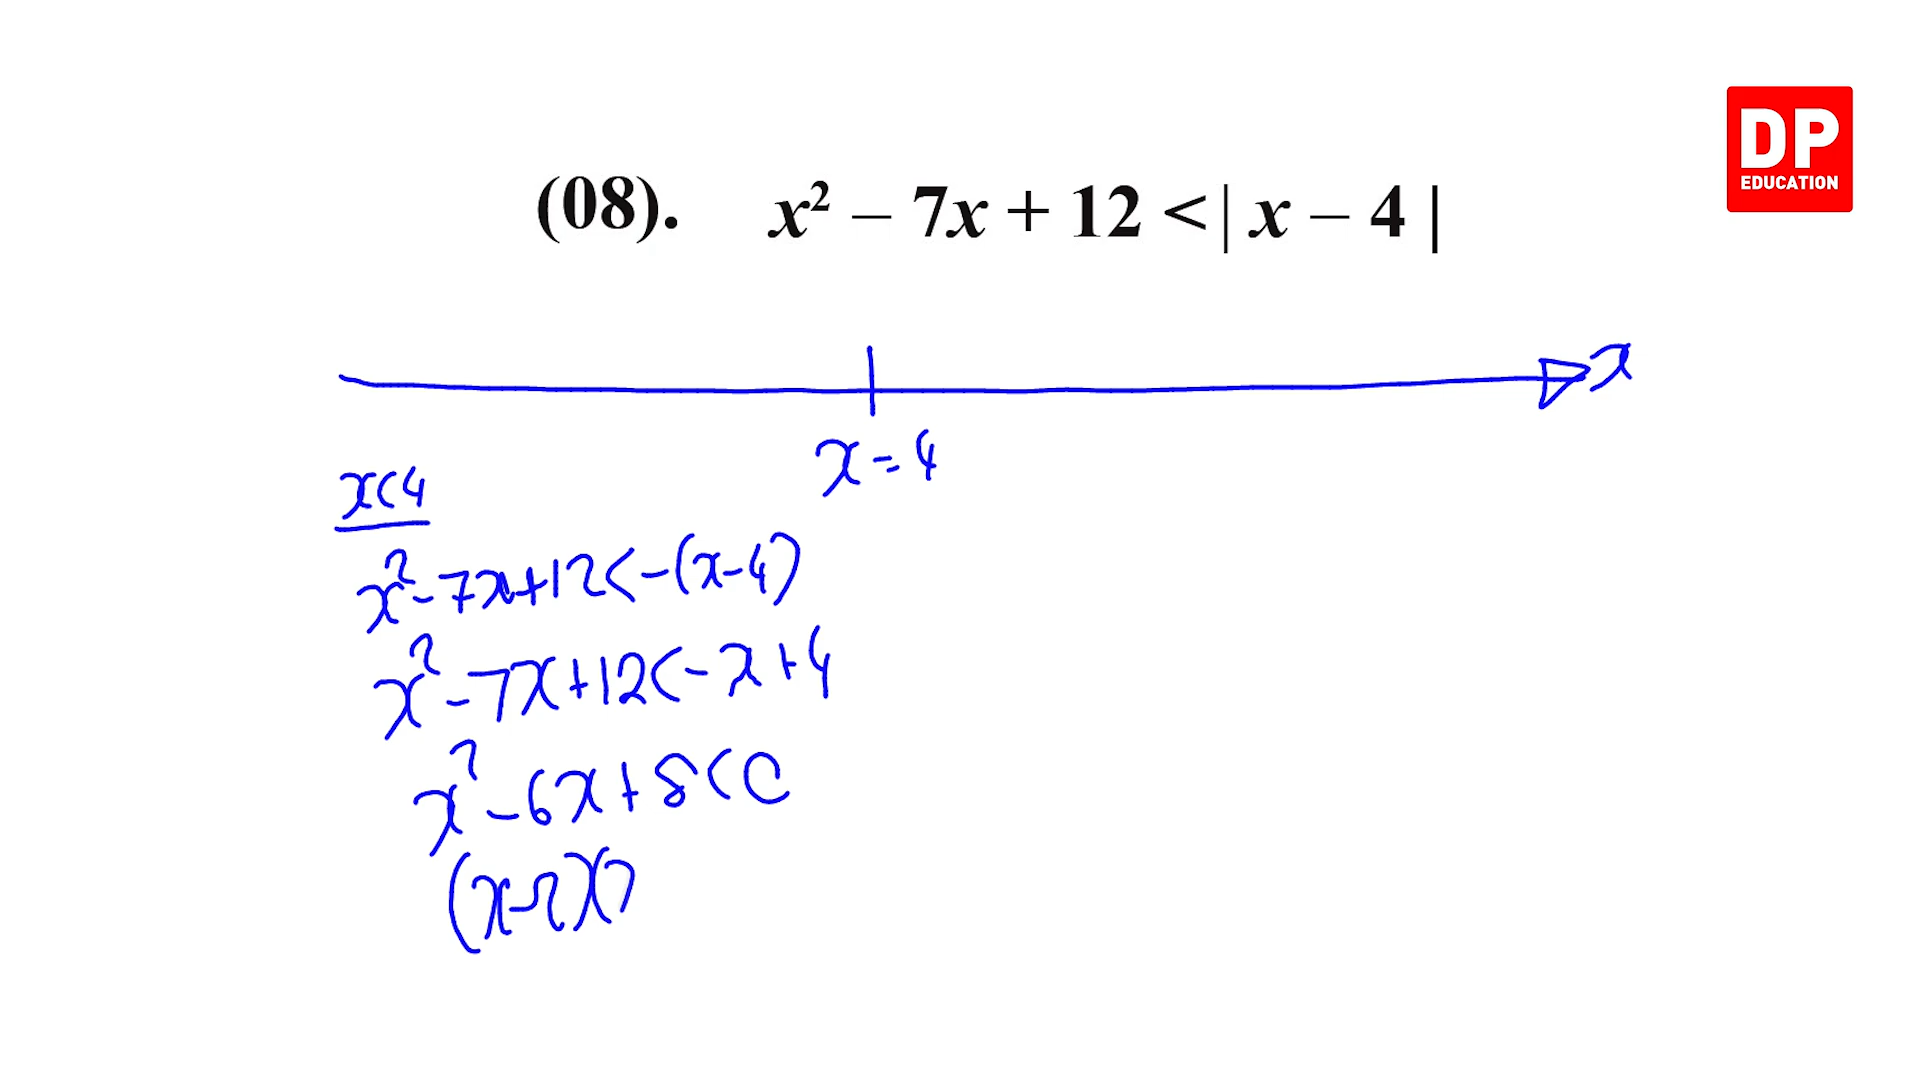 DP
EDUCATION
(08). x² – 7x + 12 < | x – 4 |
x
x = 4
x<4
x²-7x+12<-(x-4)
x²-7x+12<-x+4
x²-6x+8<0
(x-2)(